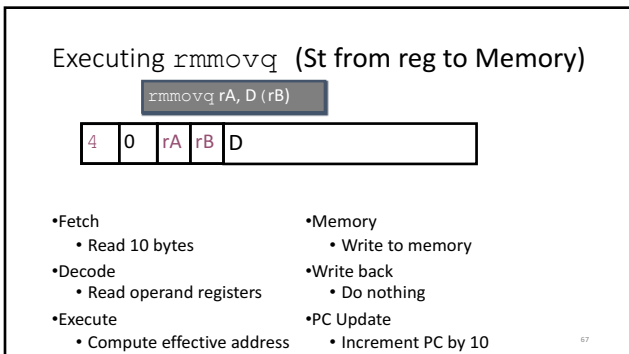 Executing rmmovq (St from reg to Memory)
rmmovq rA, D (rB)
4 0 rA rB D
•Fetch
• Read 10 bytes
•Decode
• Read operand registers
•Execute
• Compute effective address
•Memory
• Write to memory
•Write back
• Do nothing
•PC Update
• Increment PC by 10
67